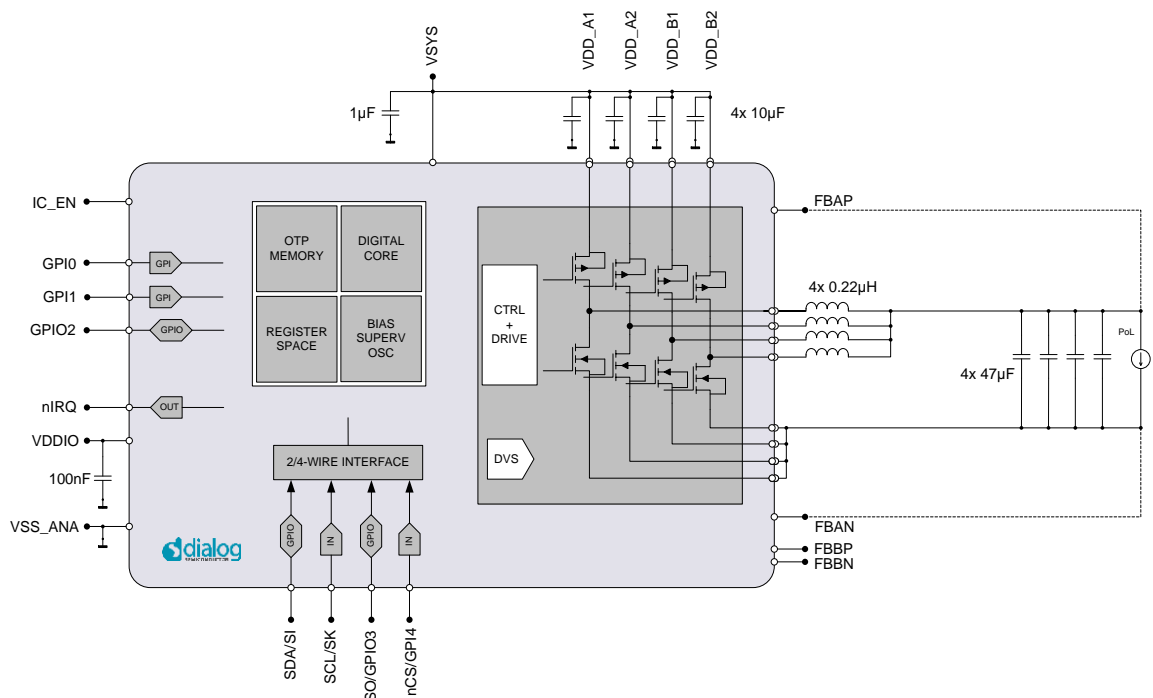 VSYS
VDD_A1
VDD_A2
VDD_B1
VDD_B2
1µF
4x 10µF
IC_EN
GPI0
GPI
GPI1
GPI
GPIO2
GPIO
nIRQ
OUT
VDDIO
100nF
VSS_ANA
OTP
MEMORY
DIGITAL
CORE
REGISTER
SPACE
BIAS
SUPERV
OSC
CTRL
+
DRIVE
DVS
2/4-WIRE INTERFACE
GPIO
IN
GPIO
IN
dialog
SEMICONDUCTOR
SDA/SI
SCL/SK
SO/GPIO3
nCS/GPI4
FBAP
4x 0.22µH
4x 47µF
PoL
FBAN
FBBP
FBBN